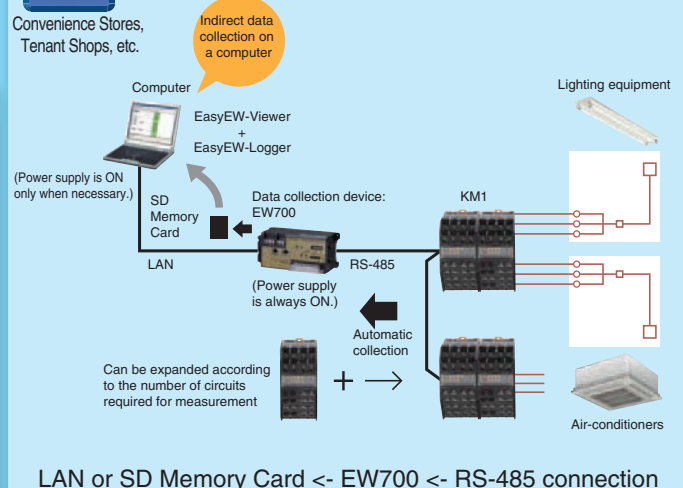 Convenience Stores,
Tenant Shops, etc.
Indirect data
collection on
a computer
Computer
EasyEW-Viewer
+
EasyEW-Logger
Lighting equipment
(Power supply is ON
only when necessary.)
SD
Memory
Card
Data collection device:
EW700
KM1
LAN
RS-485
(Power supply
is always ON.)
Automatic
collection
Can be expanded according
to the number of circuits
required for measurement
+
Air-conditioners
LAN or SD Memory Card <- EW700 <- RS-485 connection